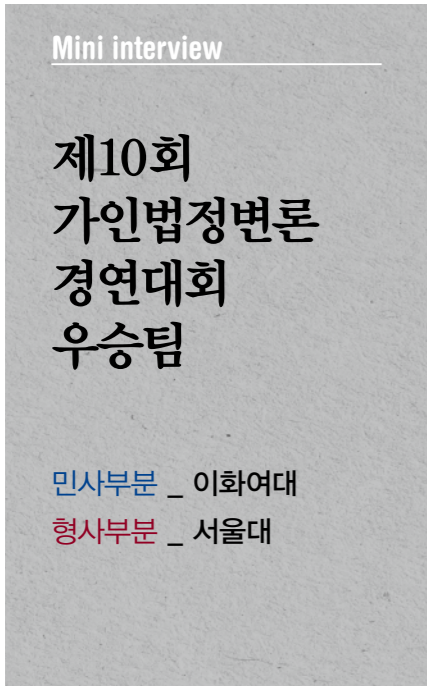 Mini interview
제10회
가인법정변론
경연대회
우승팀
민사부분 _ 이화여대
형사부분 _ 서울대